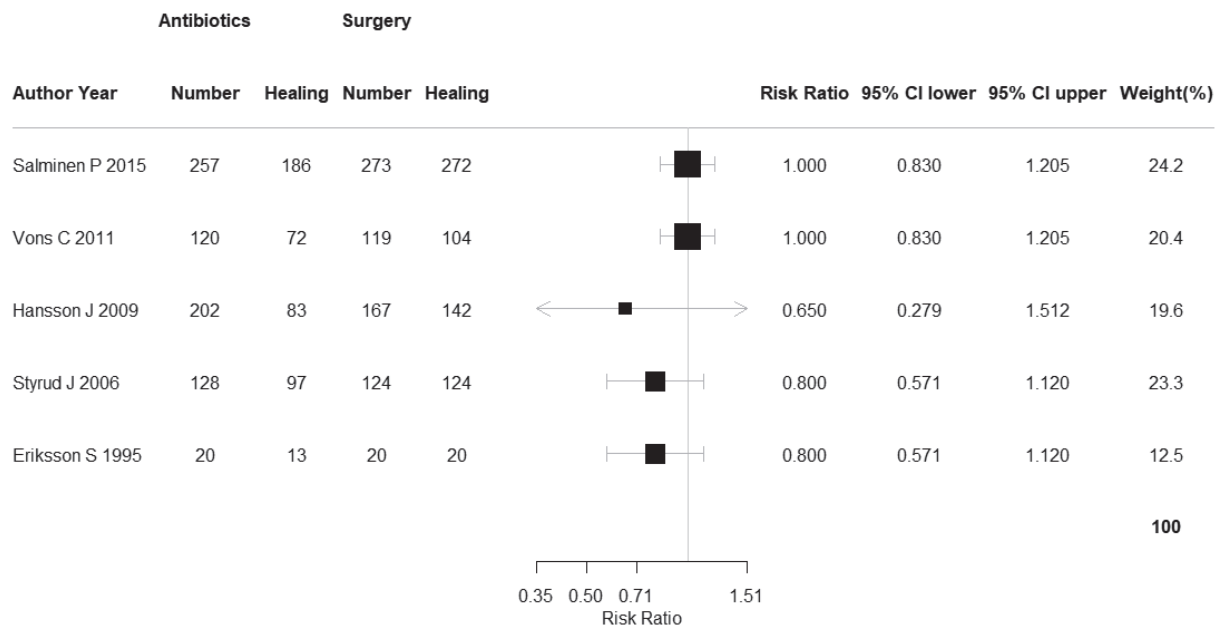 Antibiotics Surgery
Author Year Number Healing Number Healing Risk Ratio 95% CI lower 95% CI upper Weight(%)
Salminen P 2015 257 186 273 272 1.000 0.830 1.205 24.2
Vons C 2011 120 72 119 104 1.000 0.830 1.205 20.4
Hansson J 2009 202 83 167 142 0.650 0.279 1.512 19.6
Styrud J 2006 128 97 124 124 0.800 0.571 1.120 23.3
Eriksson S 1995 20 13 20 20 0.800 0.571 1.120 12.5
100
0.35 0.50 0.71 1.51
Risk Ratio